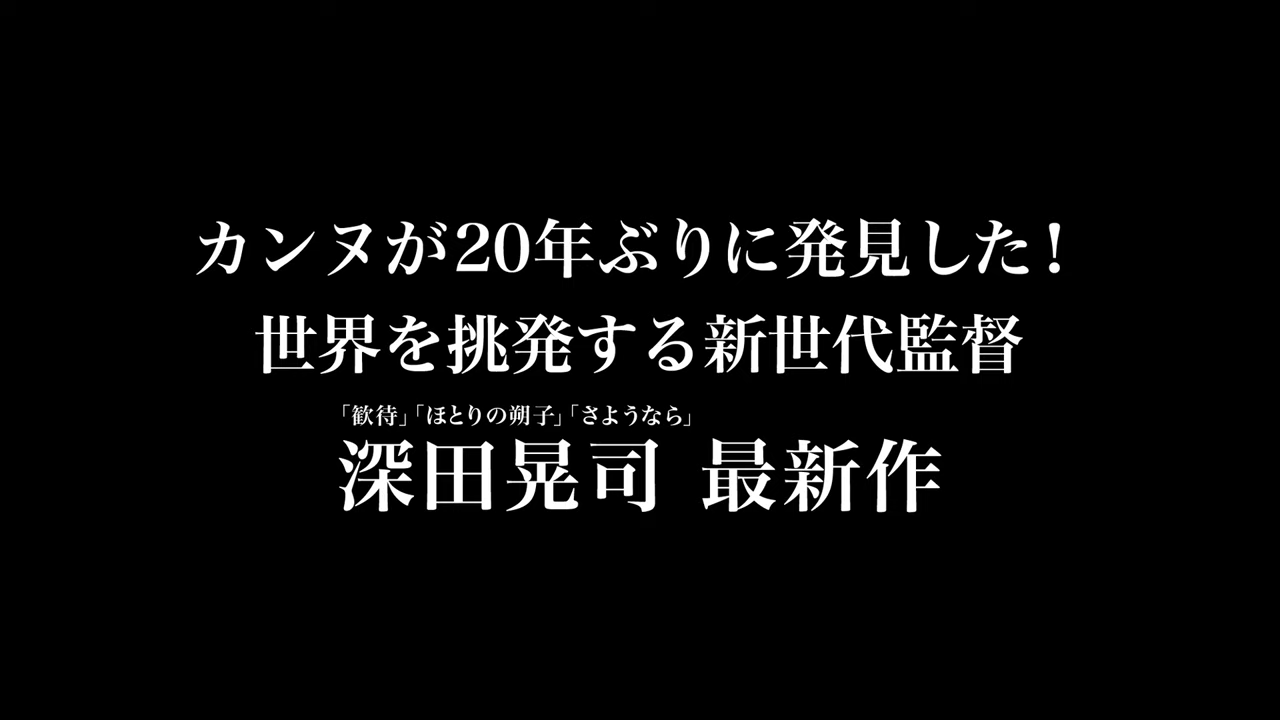 カンヌが20年ぶりに発見した！
世界を挑発する新世代監督
「歓待」「ほとりの朔子」「さようなら」
深田晃司 最新作